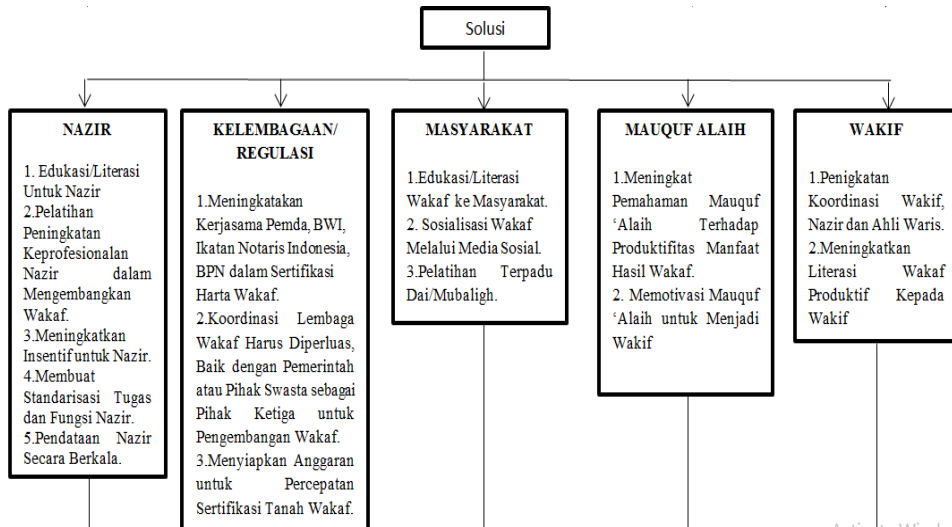 Solusi
NAZIR
1. Edukasi/Literasi
Untuk Nazir
2.Pelatihan
Peningkatan
Keprofesionalan
Nazir dalam
Mengembangkan
Wakaf.
3.Meningkatkan
Insentif untuk Nazir.
4.Membuat
Standarisasi Tugas
dan Fungsi Nazir.
5.Pendataan Nazir
Secara Berkala.
KELEMBAGAAN/
REGULASI
1.Meningkatakan
Kerjasama Pemda, BWI,
Ikatan Notaris Indonesia,
BPN dalam Sertifikasi
Harta Wakaf.
2.Koordinasi Lembaga
Wakaf Harus Diperluas,
Baik dengan Pemerintah
atau Pihak Swasta sebagai
Pihak Ketiga untuk
Pengembangan Wakaf.
3.Menyiapkan Anggaran
untuk Percepatan
Sertifikasi Tanah Wakaf.
MASYARAKAT
1.Edukasi/Literasi
Wakaf ke Masyarakat.
2. Sosialisasi Wakaf
Melalui Media Sosial.
3.Pelatihan Terpadu
Dai/Mubaligh.
MAUQUF ALAIH
1.Meningkat
Pemahaman Mauquf
‘Alaih Terhadap
Produktifitas Manfaat
Hasil Wakaf.
2. Memotivasi Mauquf
‘Alaih untuk Menjadi
Wakif
WAKIF
1.Penigkatan
Koordinasi Wakif,
Nazir dan Ahli Waris.
2.Meningkatkan
Literasi Wakaf
Produktif Kepada
Wakif